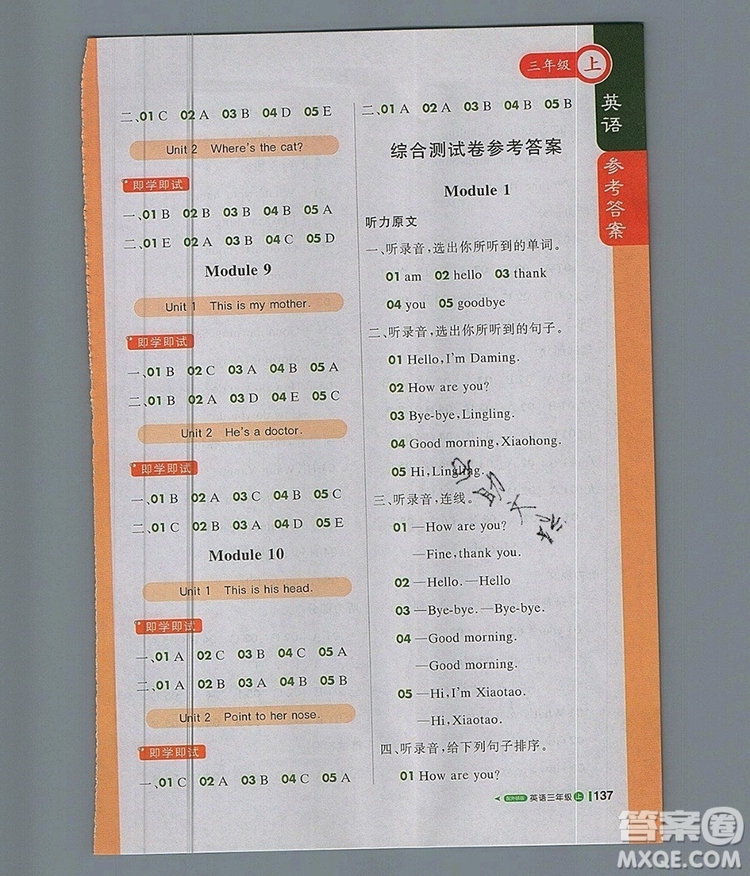 三年级 上
英语
参考答案
二、01 C 02 A 03 B 04 D 05 E
Unit 2 Where's the cat?
即学即试
一、01 B 02 B 03 B 04 B 05 A
二、01 E 02 A 03 B 04 C 05 D
Module 9
Unit 1 This is my mother.
即学即试
一、01 B 02 C 03 A 04 B 05 B
二、01 B 02 A 03 D 04 E 05 C
Unit 2 He's a doctor.
即学即试
一、01 B 02 A 03 B 04 B 05 A
二、01 C 02 D 03 B 04 E 05 A
Module 10
Unit 1 This is his head.
即学即试
一、01 A 02 C 03 B 04 C 05 A
二、01 B 02 A 03 B 04 B 05 A
Unit 2 Point to her nose.
即学即试
一、01 C 02 C 03 A 04 A 05 A
二、01 A 02 A 03 B 04 B 05 B
综合测试卷参考答案
Module 1
听力原文
一、听录音,选出你所听到的单词。
01 am 02 hello 03 thank
04 you 05 goodbye
二、听录音,选出你所听到的句子。
01 Hello, I'm Daming.
02 How are you?
03 Bye-bye, Lingling.
04 Good morning, Xiaohong.
05 Hi, Lingling.
三、听录音,连线。
01 —How are you?
—Fine, thank you.
02 —Hello. —Hello
03 —Bye-bye. —Bye-bye.
04 —Good morning.
—Good morning.
05 —Hi, I'm Xiaotao.
—Hi, Xiaotao.
四、听录音,给下列句子排序。
01 How are you?
英语三年级 上 137
答案圈
MXQE.COM